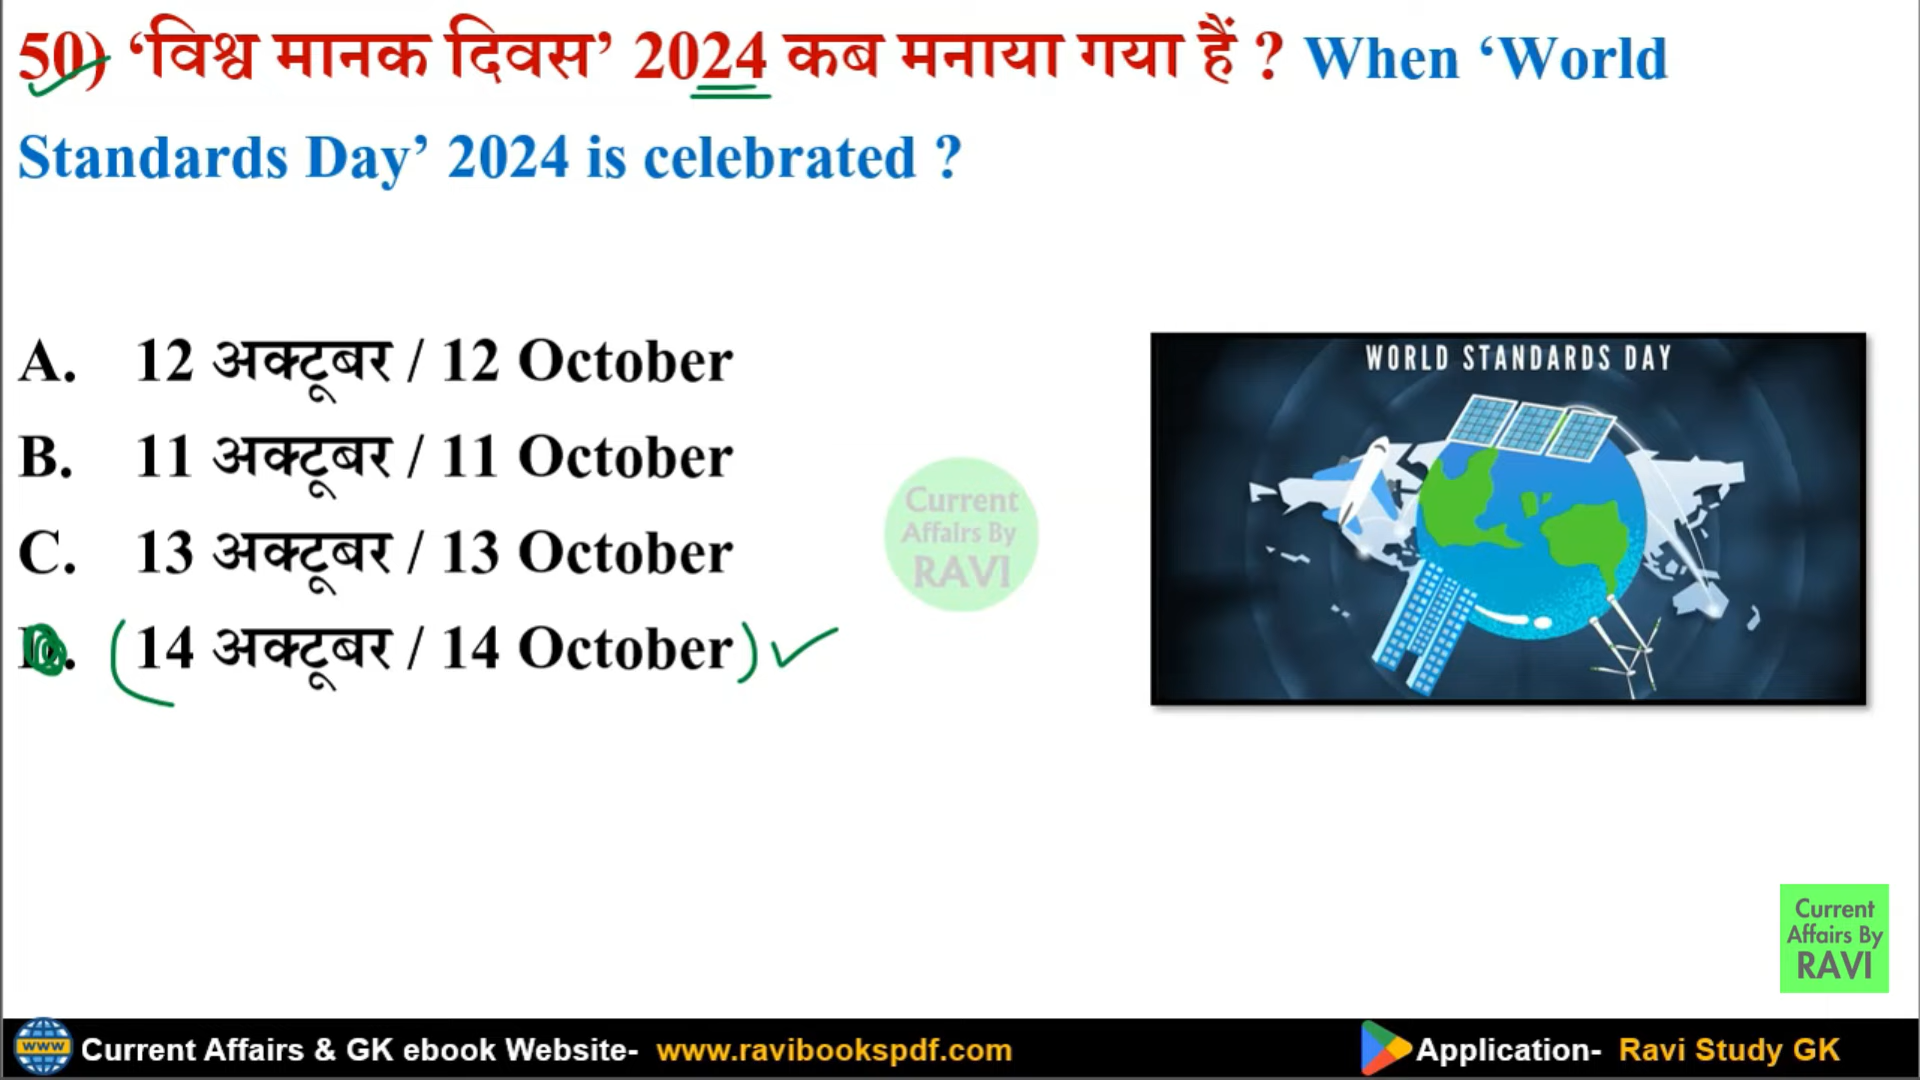 50) ‘विश्व मानक दिवस’ 2024 कब मनाया गया हैं ? When ‘World
Standards Day’ 2024 is celebrated ?
A. 12 अक्टूबर / 12 October
B. 11 अक्टूबर / 11 October
C. 13 अक्टूबर / 13 October
D. 14 अक्टूबर / 14 October
WORLD STANDARDS DAY
Current
Affairs By
RAVI
Current
Affairs By
RAVI
www Current Affairs & GK ebook Website- www.ravibookspdf.com
Application- Ravi Study GK